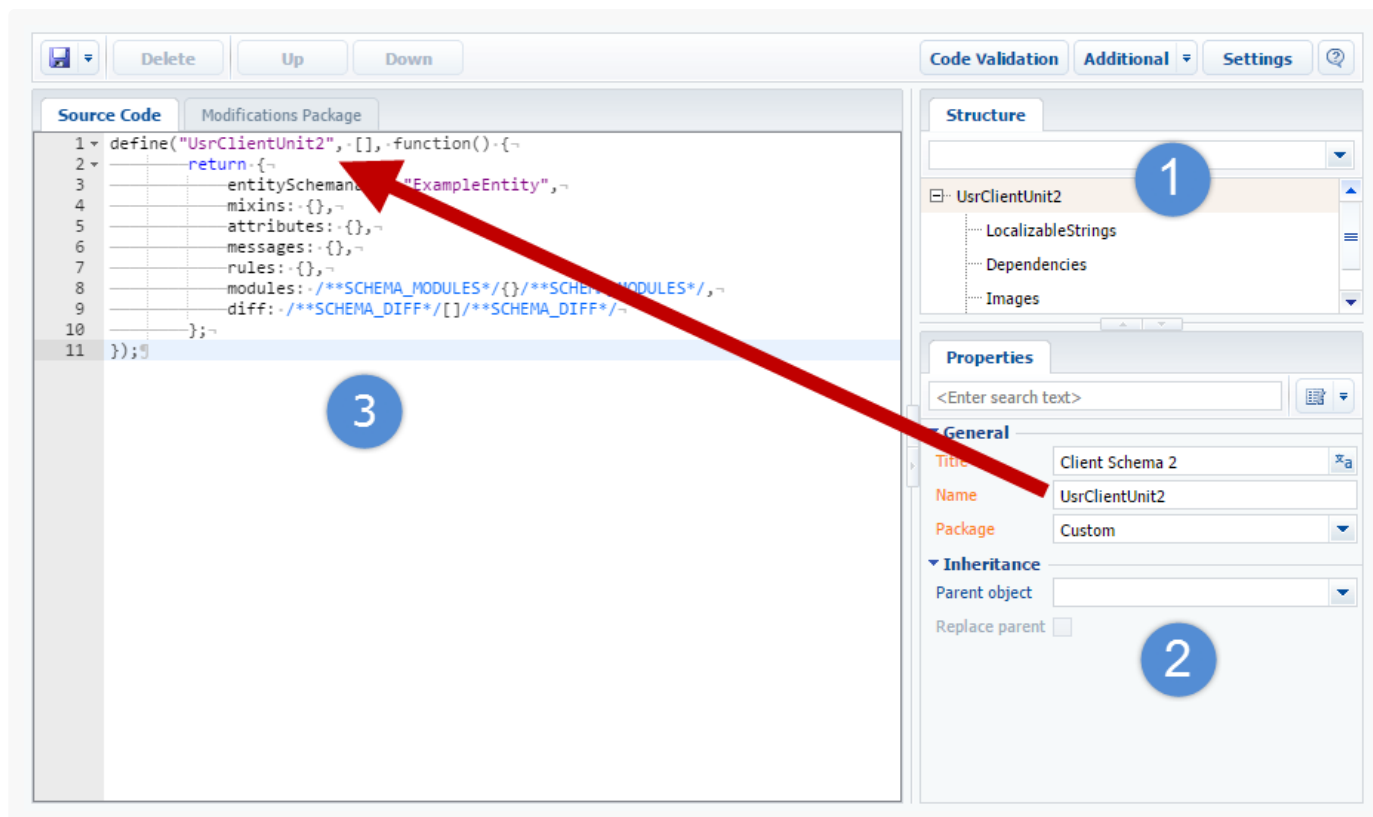 Delete Up Down Code Validation Additional Settings
Source Code Modifications Package
1 define("UsrClientUnit2", [], function() {
2 return {
3 "ExampleEntity",
4 mixins: {},
5 attributes: {},
6 messages: {},
7 rules: {},
8 modules: /**SCHEMA_MODULES*/{}/**SCHEMA_MODULES*/,
9 diff: /**SCHEMA_DIFF*/[]/**SCHEMA_DIFF*/
10 };
11 });¶
3
Structure
1
UsrClientUnit2
LocalizableStrings
Dependencies
Images
Properties
<Enter search text>
General
Title Client Schema 2
Name UsrClientUnit2
Package Custom
Inheritance
Parent object
Replace parent
2